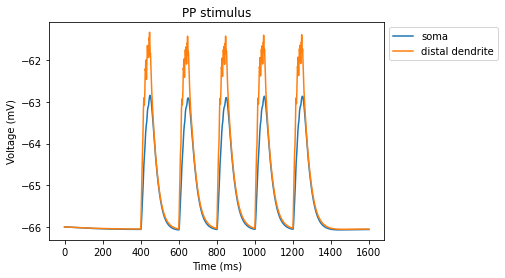 PP stimulus
soma
distal dendrite
Voltage (mV)
−62
−63
−64
−65
−66
0 200 400 600 800 1000 1200 1400 1600
Time (ms)